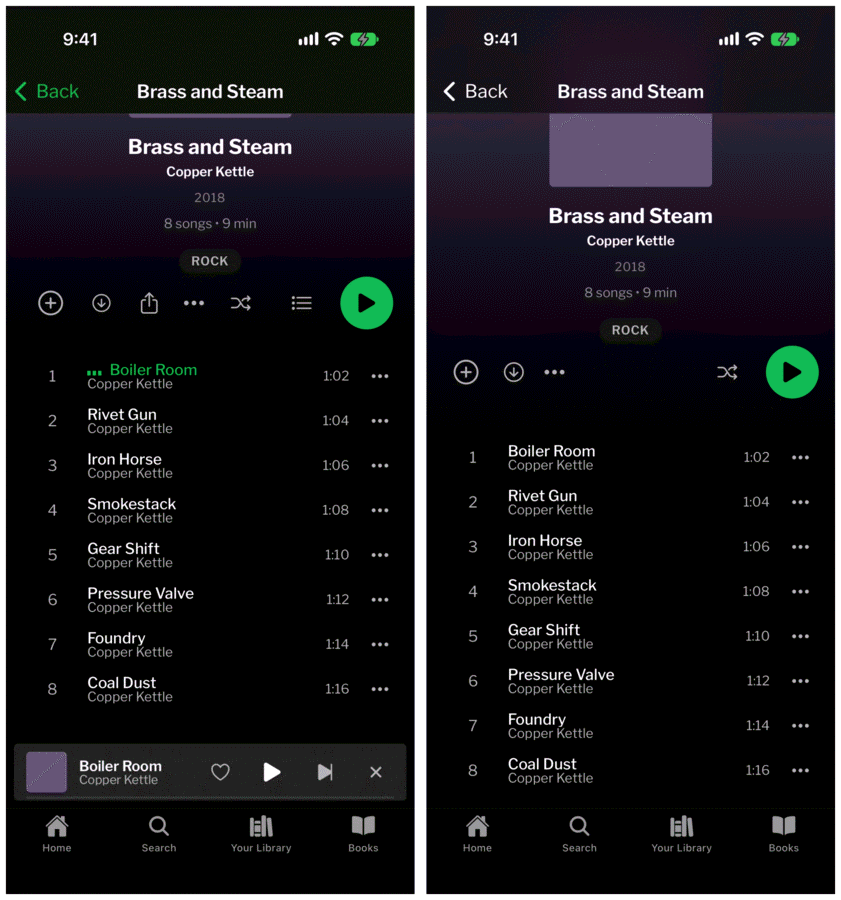 9:41
Back
Brass and Steam
Brass and Steam
Copper Kettle
2018
8 songs • 9 min
ROCK
1 Boiler Room 1:02
Copper Kettle
2 Rivet Gun 1:04
Copper Kettle
3 Iron Horse 1:06
Copper Kettle
4 Smokestack 1:08
Copper Kettle
5 Gear Shift 1:10
Copper Kettle
6 Pressure Valve 1:12
Copper Kettle
7 Foundry 1:14
Copper Kettle
8 Coal Dust 1:16
Copper Kettle
Boiler Room
Copper Kettle
Home Search Your Library Books
9:41
Back
Brass and Steam
Brass and Steam
Copper Kettle
2018
8 songs • 9 min
ROCK
1 Boiler Room 1:02
Copper Kettle
2 Rivet Gun 1:04
Copper Kettle
3 Iron Horse 1:06
Copper Kettle
4 Smokestack 1:08
Copper Kettle
5 Gear Shift 1:10
Copper Kettle
6 Pressure Valve 1:12
Copper Kettle
7 Foundry 1:14
Copper Kettle
8 Coal Dust 1:16
Copper Kettle
Home Search Your Library Books